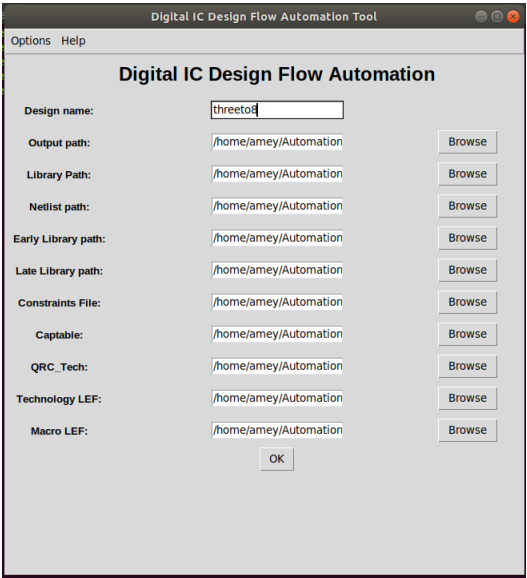 Digital IC Design Flow Automation Tool
Options Help
Digital IC Design Flow Automation
Design name: threeto8
Output path: /home/amey/Automation Browse
Library Path: /home/amey/Automation Browse
Netlist path: /home/amey/Automation Browse
Early Library path: /home/amey/Automation Browse
Late Library path: /home/amey/Automation Browse
Constraints File: /home/amey/Automation Browse
Captable: /home/amey/Automation Browse
QRC_Tech: /home/amey/Automation Browse
Technology LEF: /home/amey/Automation Browse
Macro LEF: /home/amey/Automation Browse
OK